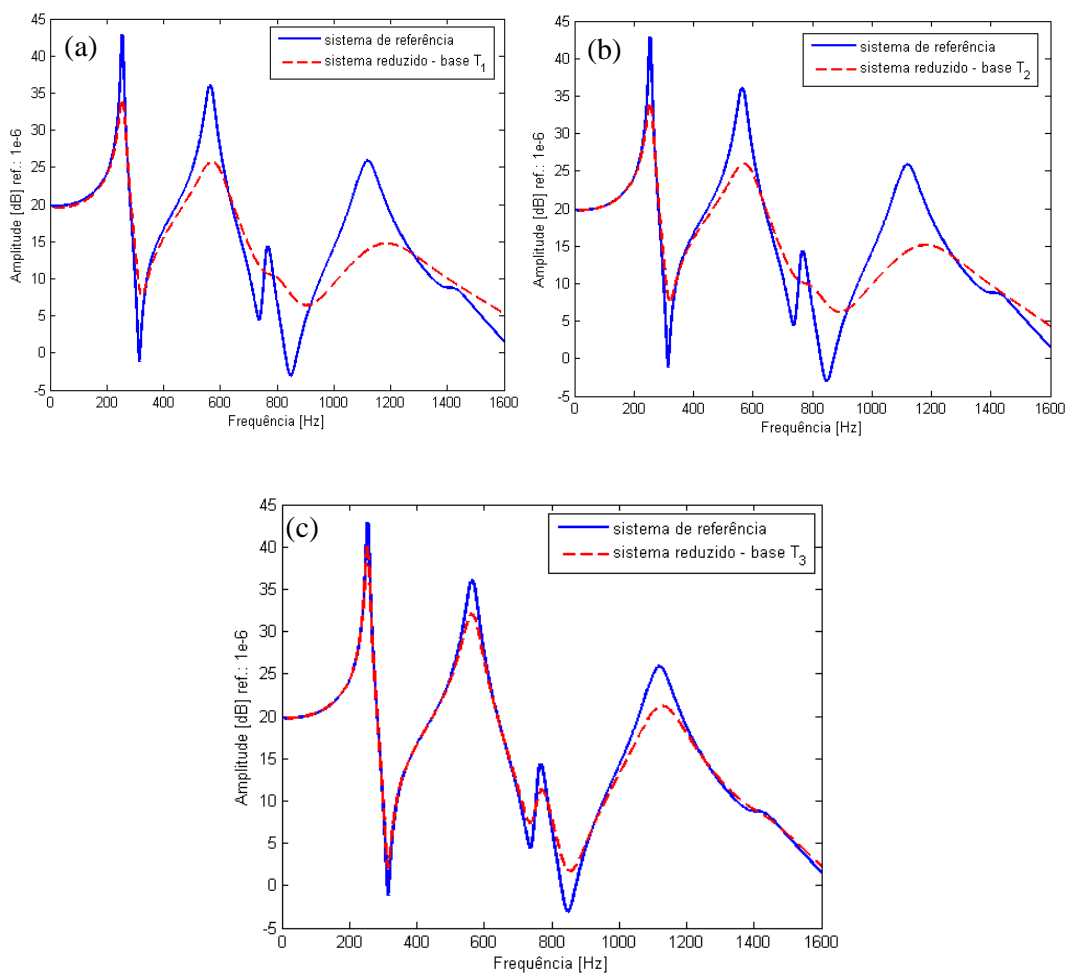 (a)
sistema de referência
sistema reduzido - base T1
Amplitude [dB] ref.: 1e-6
45
40
35
30
25
20
15
10
5
0
-5
0 200 400 600 800 1000 1200 1400 1600
Frequência [Hz]
(b)
sistema de referência
sistema reduzido - base T2
Amplitude [dB] ref.: 1e-6
45
40
35
30
25
20
15
10
5
0
-5
0 200 400 600 800 1000 1200 1400 1600
Frequência [Hz]
(c)
sistema de referência
sistema reduzido - base T3
Amplitude [dB] ref.: 1e-6
45
40
35
30
25
20
15
10
5
0
-5
0 200 400 600 800 1000 1200 1400 1600
Frequência [Hz]